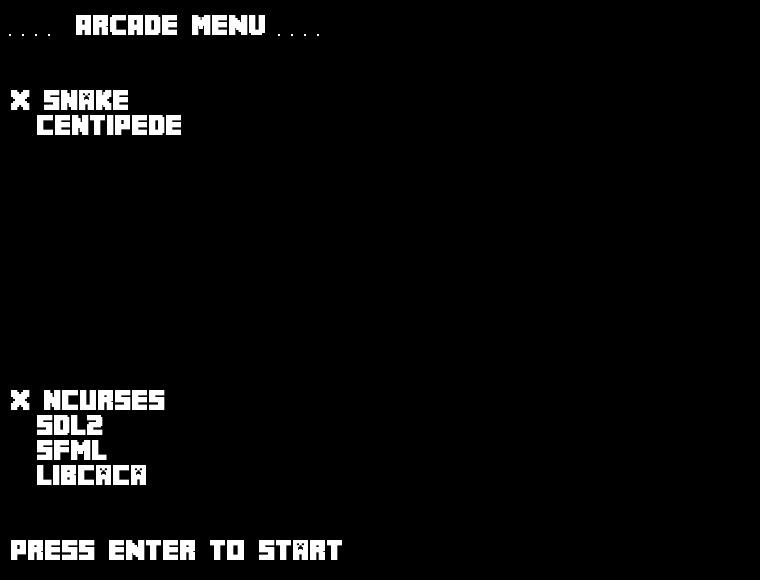 .... ARCADE MENU ....
X SNAKE
CENTIPEDE
X NCURSES
SDL2
SFML
LIBCACA
PRESS ENTER TO START